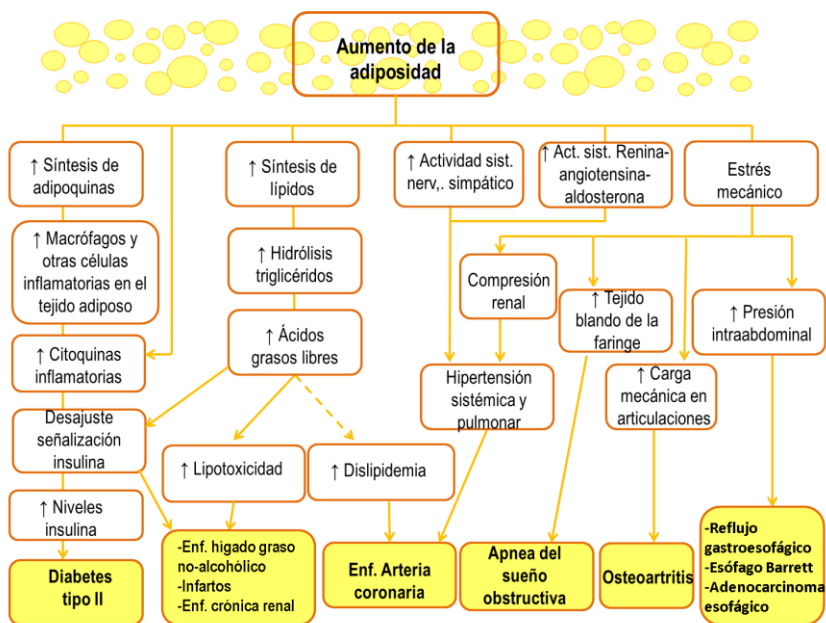 Aumento de la
adiposidad
↑ Síntesis de
adipoquinas
↑ Síntesis de
lípidos
↑ Actividad sist.
nerv,. simpático
↑ Act. sist. Renina-
angiotensina-
aldosterona
Estrés
mecánico
↑ Macrófagos y
otras células
inflamatorias en el
tejido adiposo
↑ Hidrólisis
triglicéridos
Compresión
renal
↑ Tejido
blando de la
faringe
↑ Presión
intraabdominal
↑ Citoquinas
inflamatorias
↑ Ácidos
grasos libres
Hipertensión
sistémica y
pulmonar
↑ Carga
mecánica en
articulaciones
Desajuste
señalización
insulina
↑ Lipotoxicidad
↑ Dislipidemia
↑ Niveles
insulina
Diabetes
tipo II
-Enf. hígado graso
no-alcohólico
-Infartos
-Enf. crónica renal
Enf. Arteria
coronaria
Apnea del
sueño
obstructiva
Osteoartritis
-Reflujo
gastroesofágico
-Esófago Barrett
-Adenocarcinoma
esofágico